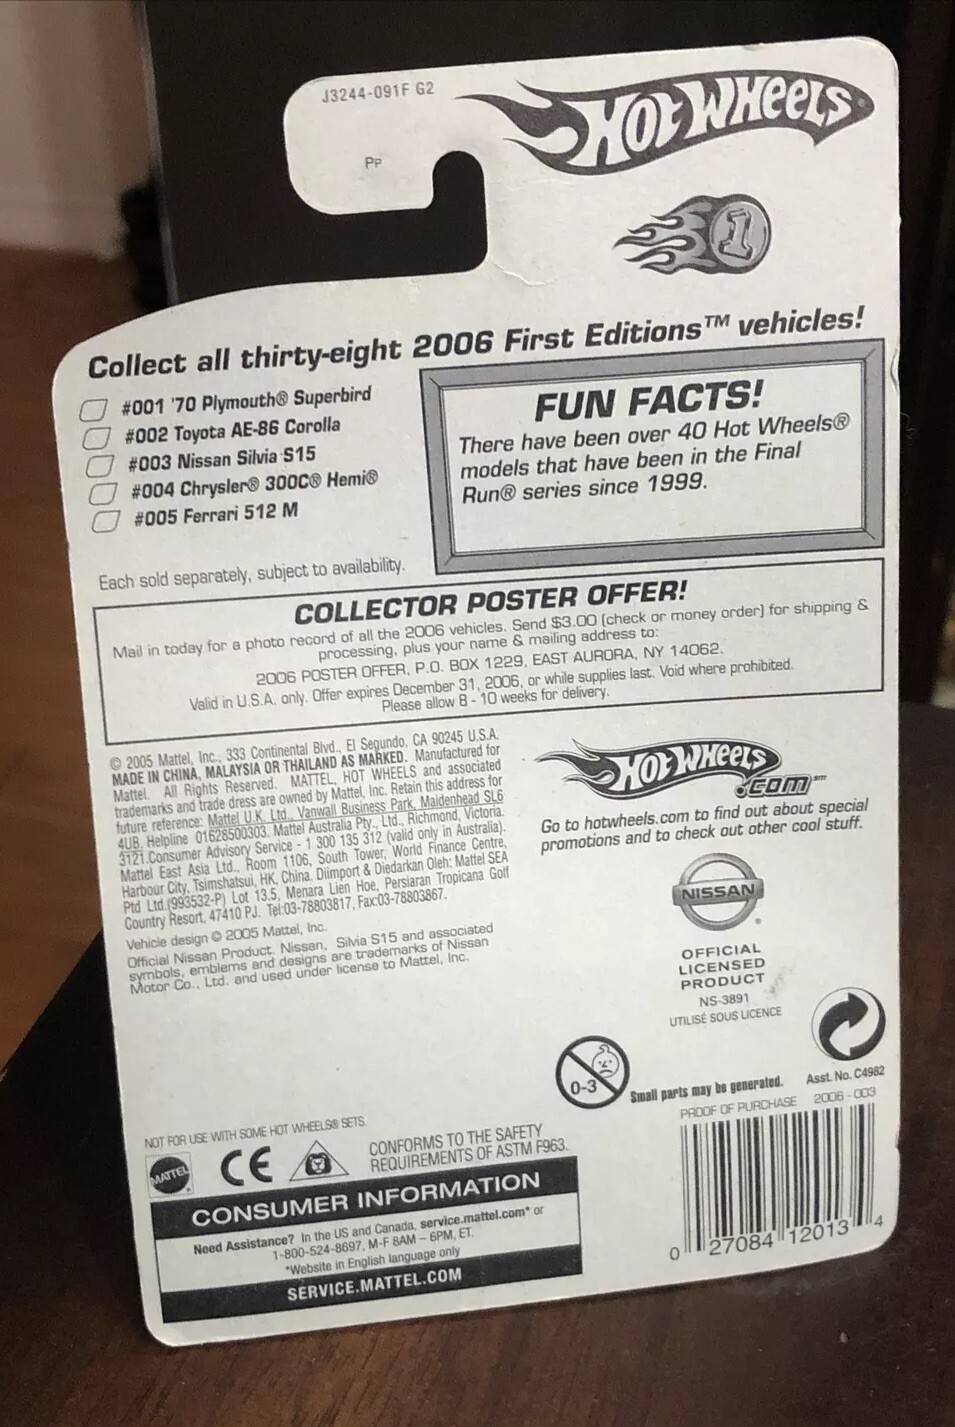 J3244-091F G2
HOT WHEELS
Pp
1
Collect all thirty-eight 2006 First Editions™ vehicles!
#001 '70 Plymouth® Superbird
#002 Toyota AE-86 Corolla
#003 Nissan Silvia S15
#004 Chrysler® 300C® Hemi®
#005 Ferrari 512 M
Each sold separately, subject to availability.
FUN FACTS!
There have been over 40 Hot Wheels®
models that have been in the Final
Run® series since 1999.
COLLECTOR POSTER OFFER!
Mail in today for a photo record of all the 2006 vehicles. Send $3.00 (check or money order) for shipping &
processing, plus your name & mailing address to:
2006 POSTER OFFER, P.O. BOX 1229, EAST AURORA, NY 14062.
Valid in U.S.A. only. Offer expires December 31, 2006, or while supplies last. Void where prohibited.
Please allow 8 - 10 weeks for delivery.
© 2005 Mattel, Inc., 333 Continental Blvd., El Segundo, CA 90245 U.S.A.
MADE IN CHINA, MALAYSIA OR THAILAND AS MARKED. Manufactured for
Mattel. All Rights Reserved. MATTEL, HOT WHEELS and associated
trademarks and trade dress are owned by Mattel, Inc. Retain this address for
future reference: Mattel U.K. Ltd., Vanwall Business Park, Maidenhead SL6
4UB. Helpline 01628500303. Mattel Australia Pty., Ltd., Richmond, Victoria.
3121.Consumer Advisory Service - 1 300 135 312 (valid only in Australia).
Mattel East Asia Ltd., Room 1106, South Tower, World Finance Centre,
Harbour City, Tsimshatsui, HK, China. Diimport & Diedarkan Oleh: Mattel SEA
Ptd Ltd.(993532-P) Lot 13.5, Menara Lien Hoe, Persiaran Tropicana Golf
Country Resort, 47410 PJ. Tel:03-78803817, Fax:03-78803867.
Vehicle design © 2005 Mattel, Inc.
Official Nissan Product. Nissan, Silvia S15 and associated
symbols, emblems and designs are trademarks of Nissan
Motor Co., Ltd. and used under license to Mattel, Inc.
HOT WHEELS
.com℠
Go to hotwheels.com to find out about special
promotions and to check out other cool stuff.
NISSAN
®
OFFICIAL
LICENSED
PRODUCT
NS-3891
UTILISÉ SOUS LICENCE
0-3
Small parts may be generated.
Asst. No. C4982
PROOF OF PURCHASE 2006 - 003
0 27084 12013 4
NOT FOR USE WITH SOME HOT WHEELS® SETS.
MATTEL
CE
CONFORMS TO THE SAFETY
REQUIREMENTS OF ASTM F963.
CONSUMER INFORMATION
Need Assistance? In the US and Canada, service.mattel.com* or
1-800-524-8697, M-F 8AM – 6PM, ET.
*Website in English language only
SERVICE.MATTEL.COM